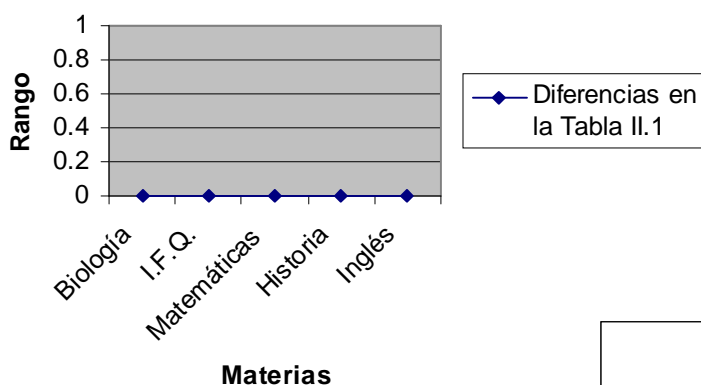 1
0.8
0.6
0.4
0.2
0
Rango
Biología
I.F.Q.
Matemáticas
Historia
Inglés
Materias
Diferencias en
la Tabla II.1